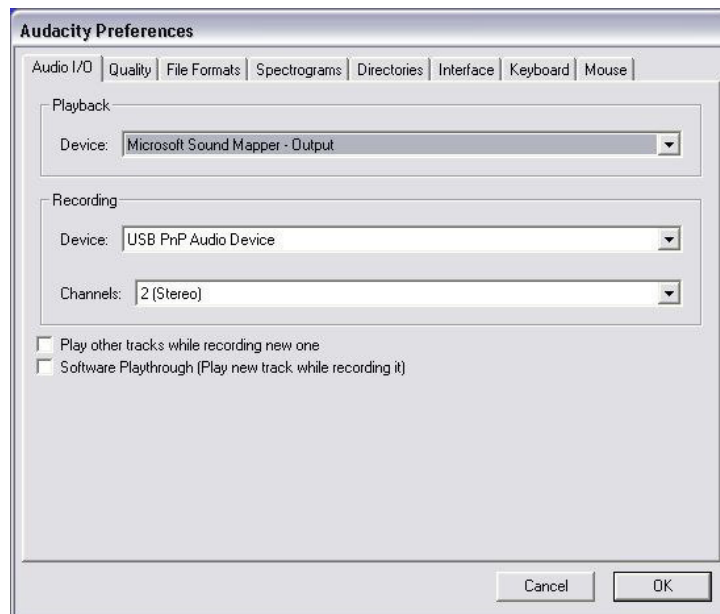 Audacity Preferences
Audio I/O Quality File Formats Spectrograms Directories Interface Keyboard Mouse
Playback
Device: Microsoft Sound Mapper - Output
Recording
Device: USB PnP Audio Device
Channels: 2 (Stereo)
Play other tracks while recording new one
Software Playthrough (Play new track while recording it)
Cancel OK